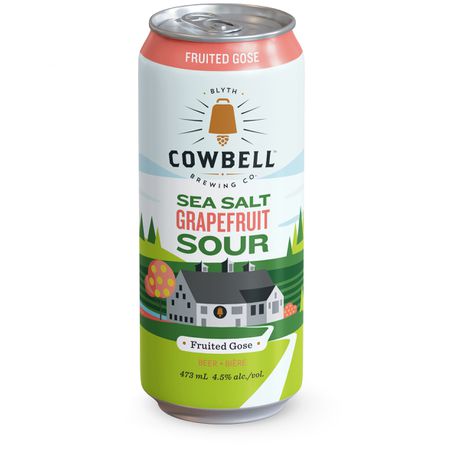 FRUITED GOSE
• BLYTH •
COWBELL™
• BREWING CO. •
SEA SALT
GRAPEFRUIT
SOUR
• Fruited Gose •
BEER • BIÈRE
473 mL 4.5% alc./vol.